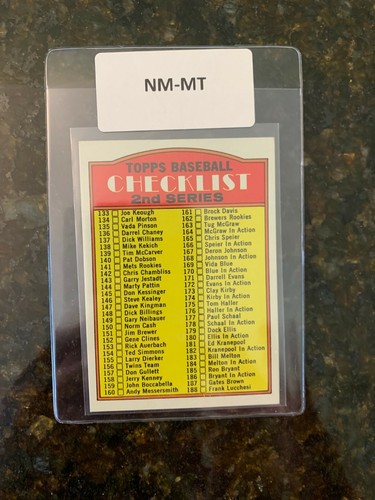 NM-MT
TOPPS BASEBALL
CHECKLIST
2nd SERIES
133 Joe Keough
134 Carl Morton
135 Vada Pinson
136 Darrel Chaney
137 Dick Williams
138 Mike Kekich
139 Tim McCarver
140 Pat Dobson
141 Mets Rookies
142 Chris Chambliss
143 Garry Jestadt
144 Marty Pattin
145 Don Kessinger
146 Steve Kealey
147 Dave Kingman
148 Dick Billings
149 Gary Neibauer
150 Norm Cash
151 Jim Brewer
152 Gene Clines
153 Rick Auerbach
154 Ted Simmons
155 Larry Dierker
156 Twins Team
157 Don Gullett
158 Jerry Kenney
159 John Boccabella
160 Andy Messersmith
161 Brock Davis
162 Brewers Rookies
163 Tug McGraw
164 McGraw In Action
165 Chris Speier
166 Speier In Action
167 Deron Johnson
168 Johnson In Action
169 Vida Blue
170 Blue In Action
171 Darrell Evans
172 Evans In Action
173 Clay Kirby
174 Kirby In Action
175 Tom Haller
176 Haller In Action
177 Paul Schaal
178 Schaal In Action
179 Dock Ellis
180 Ellis In Action
181 Ed Kranepool
182 Kranepool In Action
183 Bill Melton
184 Melton In Action
185 Ron Bryant
186 Bryant In Action
187 Gates Brown
188 Frank Lucchesi